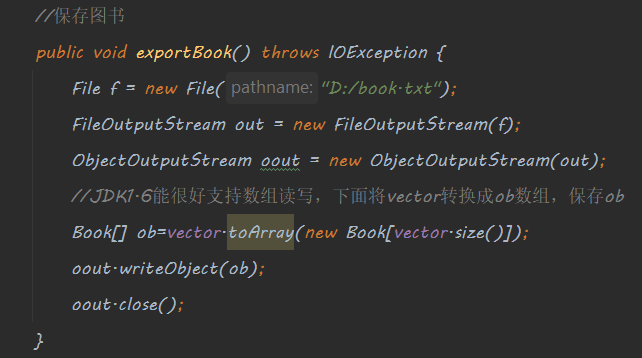 //保存图书
public void exportBook() throws IOException {
File f = new File( pathname: "D:/book.txt");
FileOutputStream out = new FileOutputStream(f);
ObjectOutputStream oout = new ObjectOutputStream(out);
//JDK1.6能很好支持数组读写，下面将vector转换成ob数组，保存ob
Book[] ob=vector.toArray(new Book[vector.size()]);
oout.writeObject(ob);
oout.close();
}